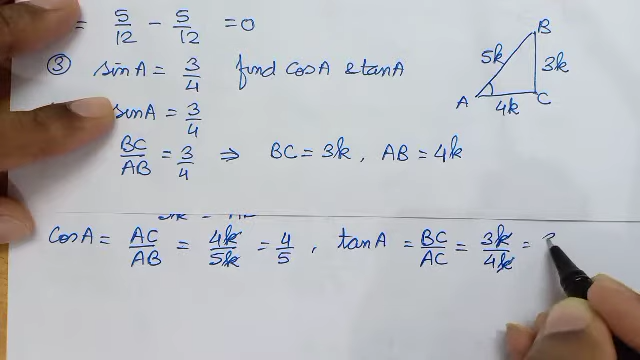 = 5/12 - 5/12 = 0
③ sinA = 3/4 find cosA & tanA
sinA = 3/4
BC/AB = 3/4 ⇒ BC = 3k, AB = 4k
cosA = AC/AB = 4k/5k = 4/5, tanA = BC/AC = 3k/4k =
B
5k
3k
A
4k
C